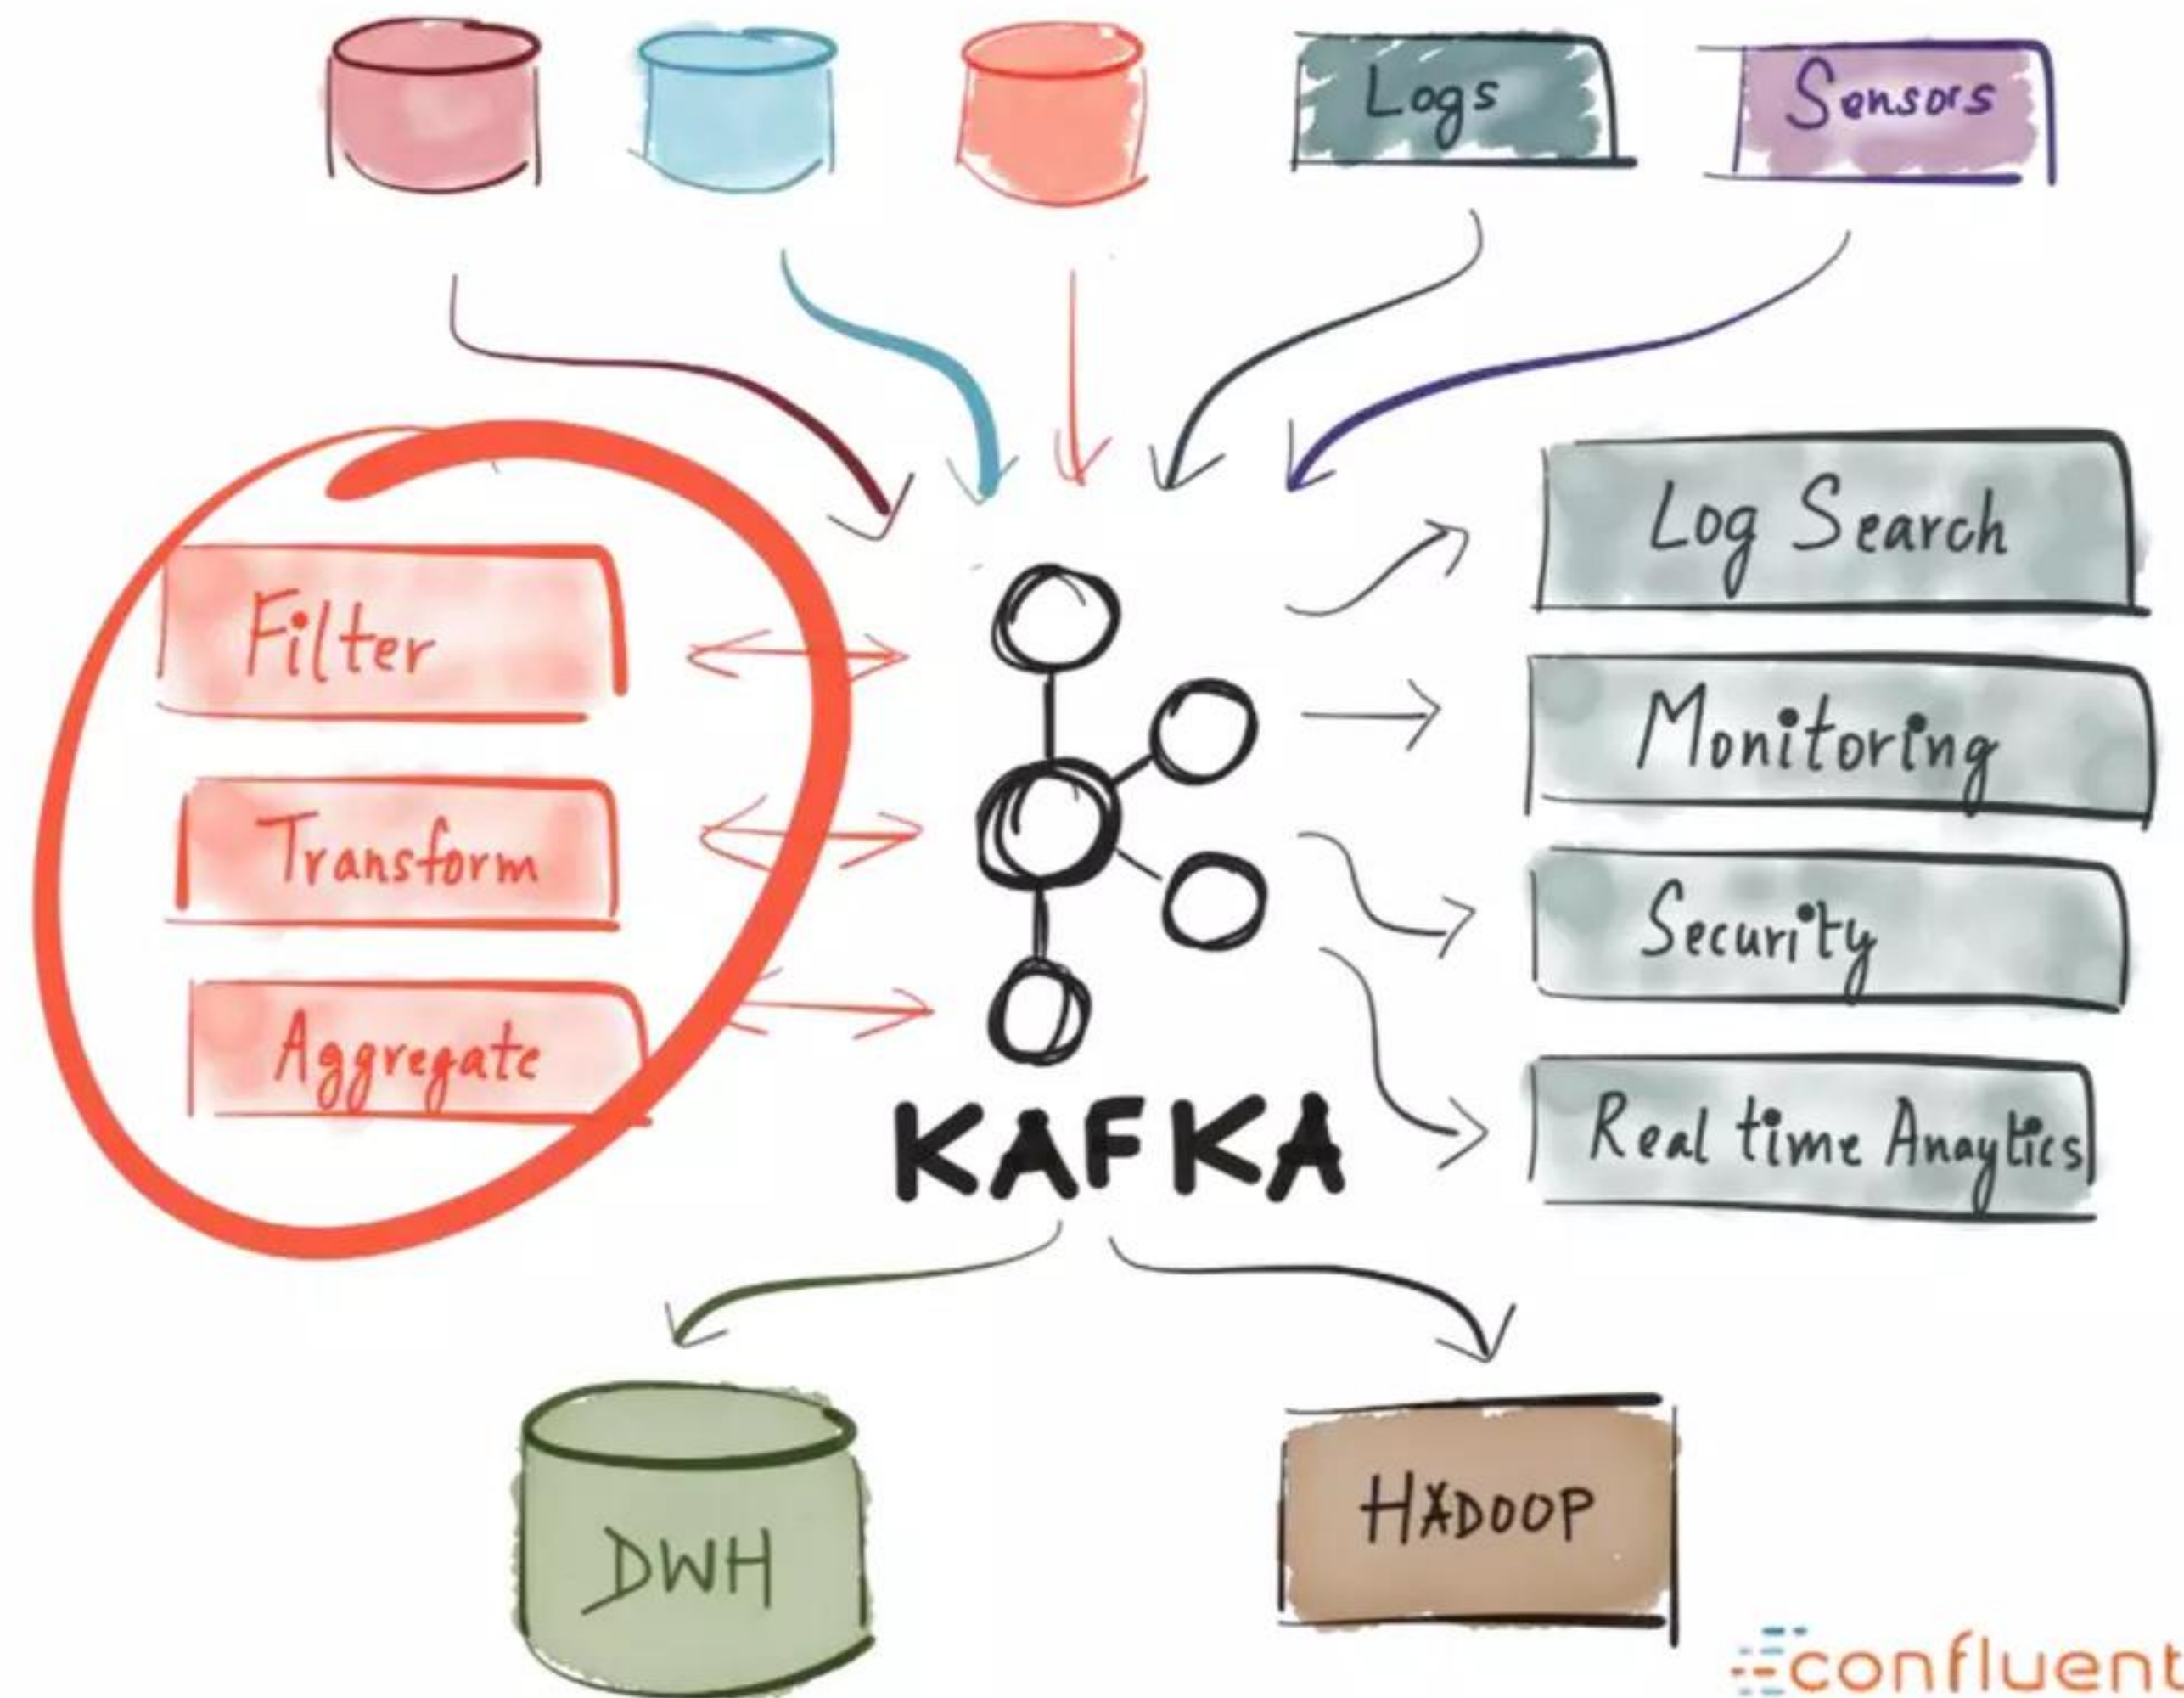 Logs
Sensors
Filter
Transform
Aggregate
KAFKA
Log Search
Monitoring
Security
Real time Anaytics
DWH
HADOOP
confluent